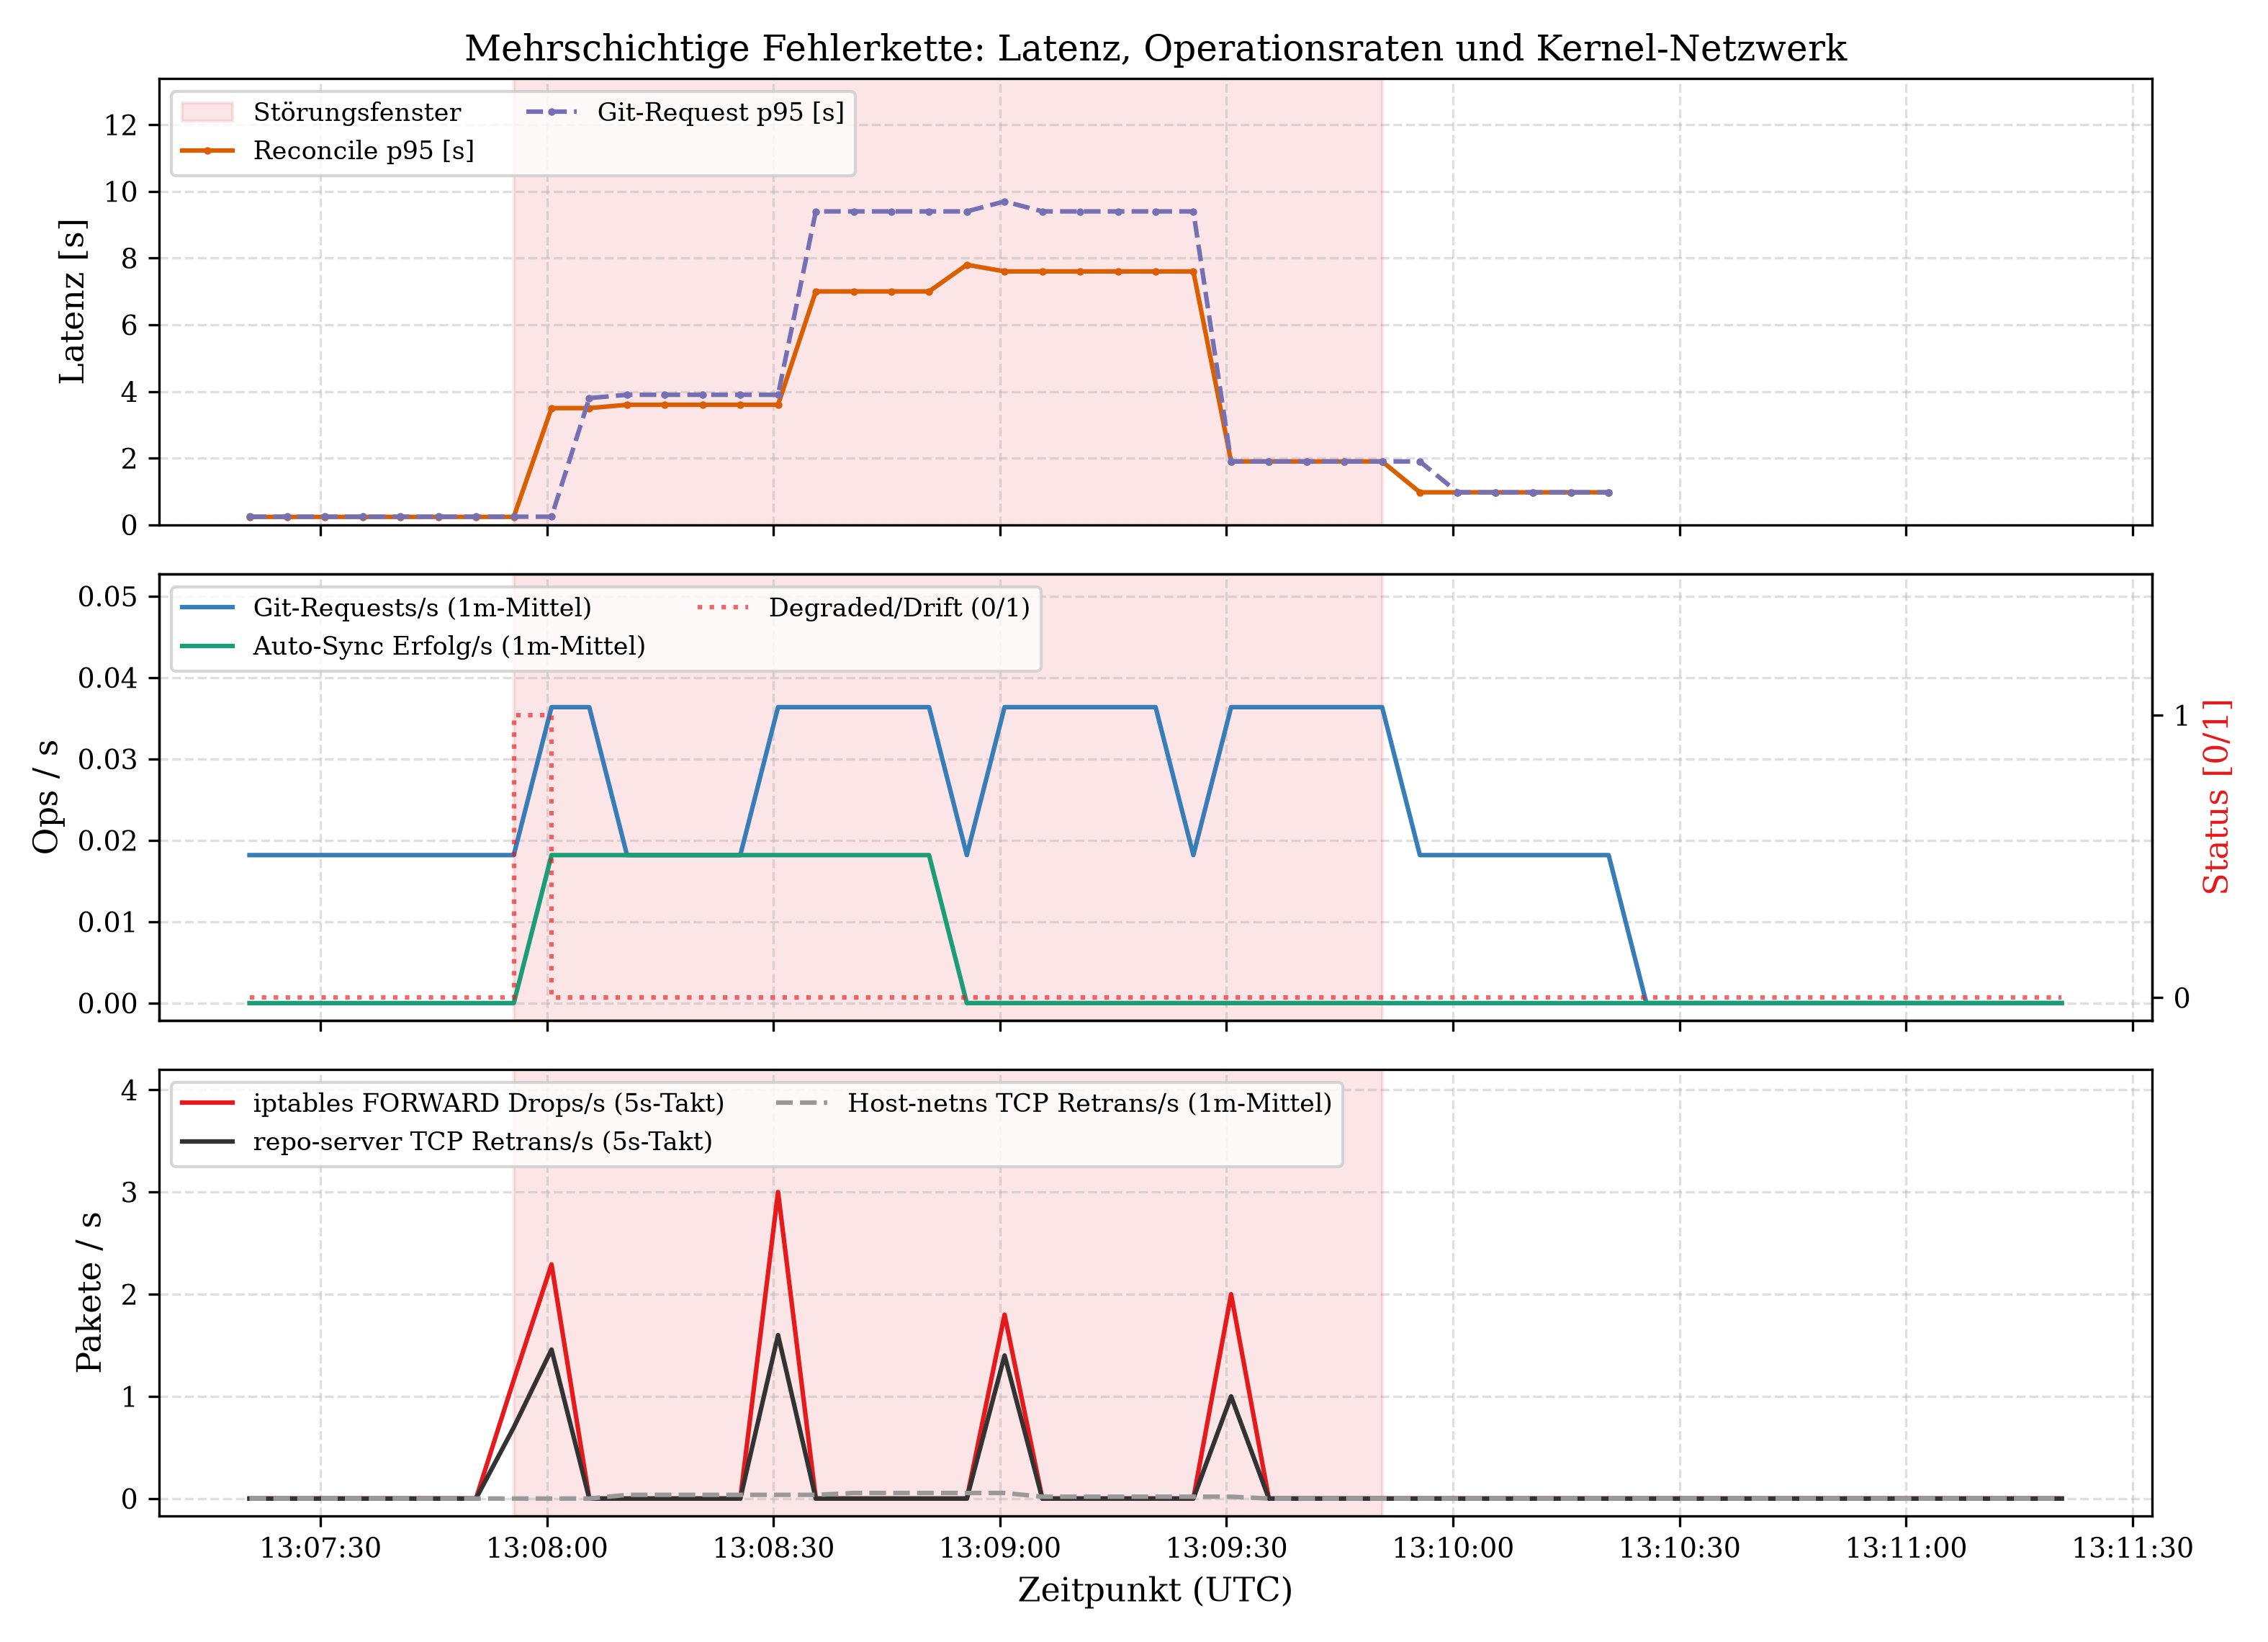 Mehrschichtige Fehlerkette: Latenz, Operationsraten und Kernel-Netzwerk
Störungsfenster
Reconcile p95 [s]
Git-Request p95 [s]
Latenz [s]
12
10
8
6
4
2
0
Git-Requests/s (1m-Mittel)
Auto-Sync Erfolg/s (1m-Mittel)
Degraded/Drift (0/1)
Ops / s
0.05
0.04
0.03
0.02
0.01
0.00
1
0
Status [0/1]
iptables FORWARD Drops/s (5s-Takt)
repo-server TCP Retrans/s (5s-Takt)
Host-netns TCP Retrans/s (1m-Mittel)
Pakete / s
4
3
2
1
0
13:07:30 13:08:00 13:08:30 13:09:00 13:09:30 13:10:00 13:10:30 13:11:00 13:11:30
Zeitpunkt (UTC)